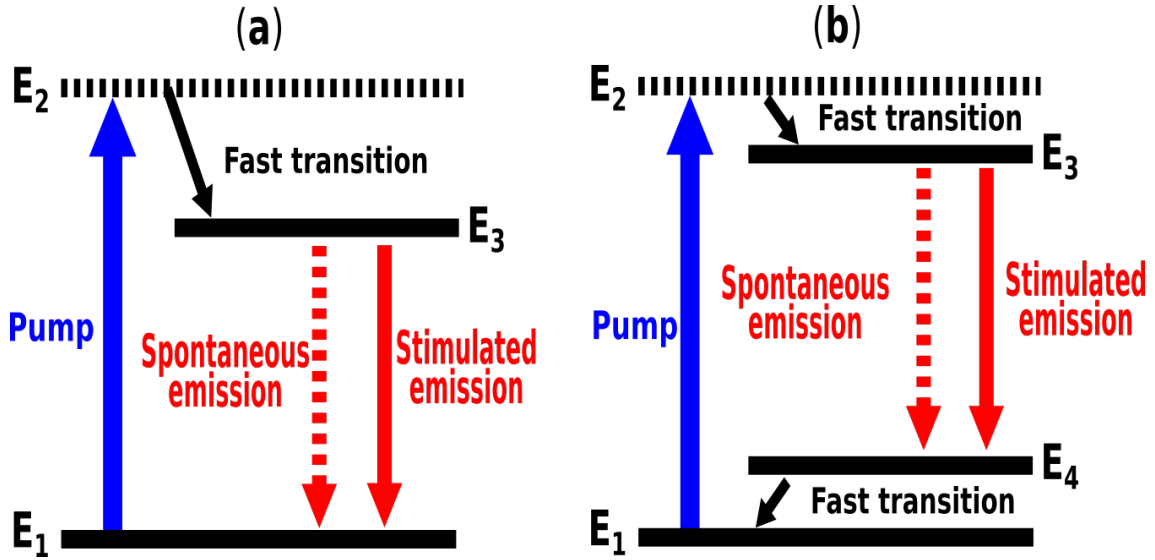 (a)
E₂
Fast transition
E₃
Pump
Spontaneous
emission
Stimulated
emission
E₁
(b)
E₂
Fast transition
E₃
Spontaneous
emission
Stimulated
emission
Pump
E₄
Fast transition
E₁